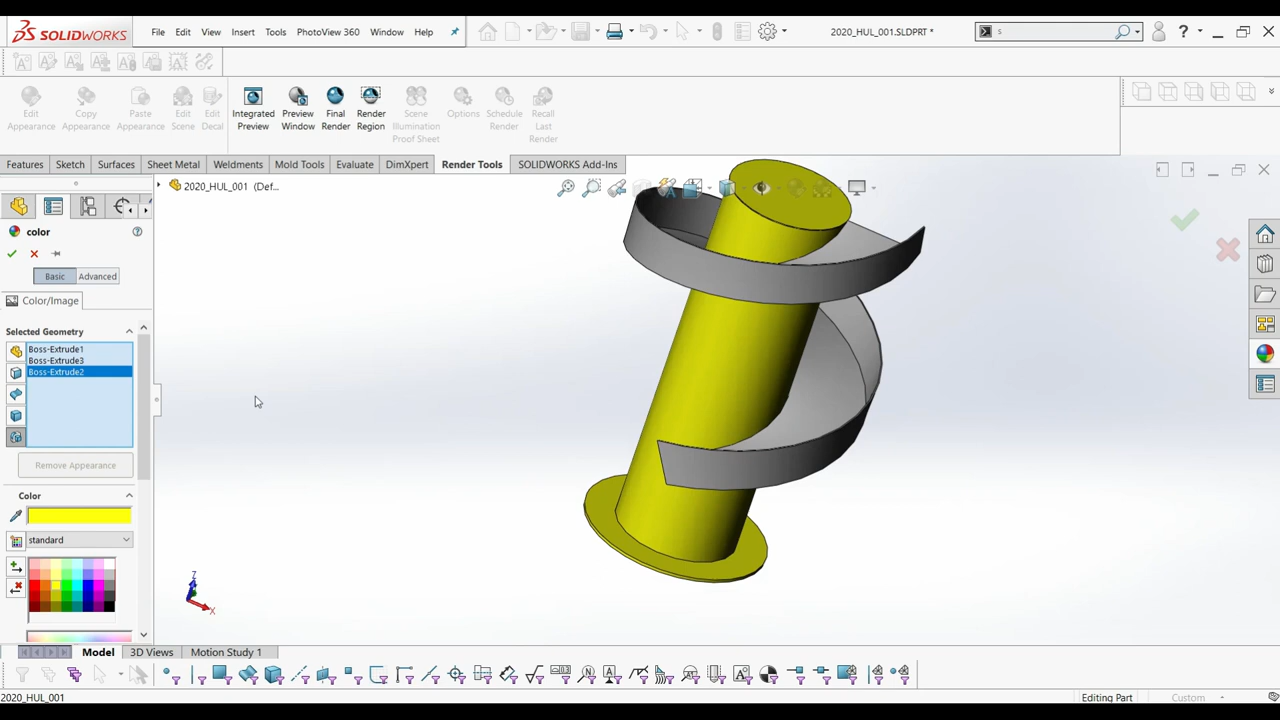 SOLIDWORKS File Edit View Insert Tools PhotoView 360 Window Help 2020_HUL_001.SLDPRT * s ?
Edit Appearance Copy Appearance Paste Appearance Edit Scene Edit Decal Integrated Preview Preview Window Final Render Render Region Scene Illumination Proof Sheet Options Schedule Render Recall Last Render
Features Sketch Surfaces Sheet Metal Weldments Mold Tools Evaluate DimXpert Render Tools SOLIDWORKS Add-Ins
2020_HUL_001 (Def...
color
Basic Advanced
Color/Image
Selected Geometry
Boss-Extrude1
Boss-Extrude3
Boss-Extrude2
Remove Appearance
Color
standard
Z
X
Model 3D Views Motion Study 1
2020_HUL_001 Editing Part Custom